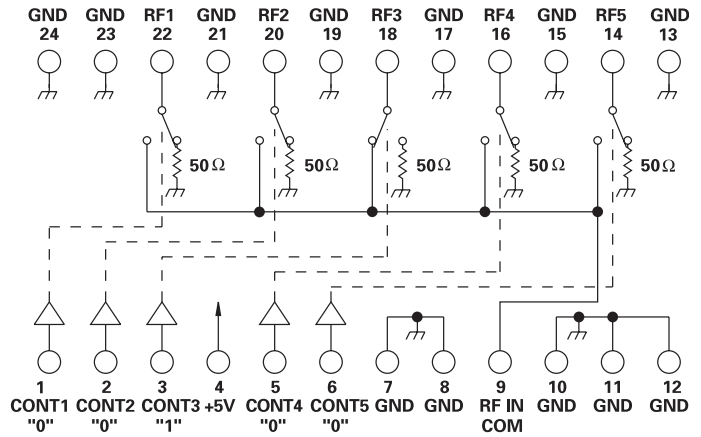 GND RF1 GND RF2 GND RF3 GND RF4 GND RF5 GND
GND
24 23 22 21 20 19 18 17 16 15 14 13
50Ω 50Ω 50Ω 50Ω 50Ω
1 2 3 4 5 6 7 8 9 10 11 12
CONT1 CONT2 CONT3 +5V CONT4 CONT5 GND GND RF IN GND GND GND
"0" "0" "1" "0" "0" COM